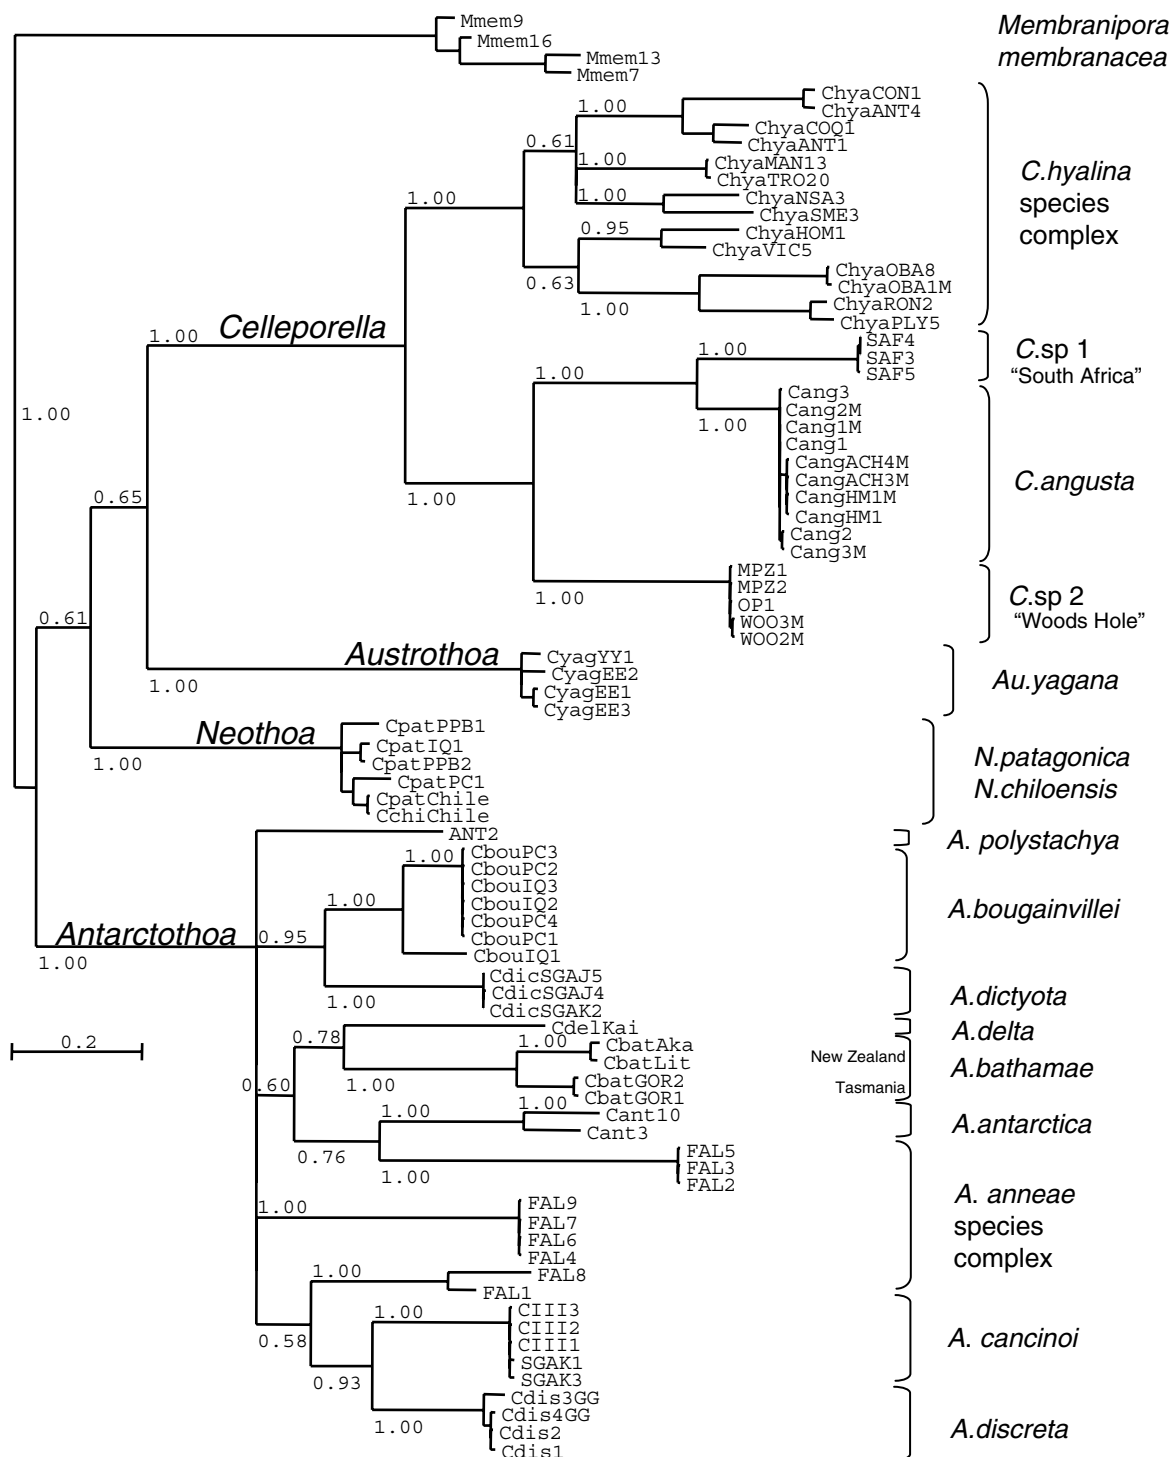 Mmem9
Mmem16
Mmem13
Mmem7
Membranipora
membranacea
ChyaCON1
ChyaANT4
ChyaCOQ1
ChyaANT1
ChyaMAN13
ChyaTRO20
ChyaNSA3
ChyaSME3
ChyaHOM1
ChyaVIC5
ChyaOBA8
ChyaOBA1M
ChyaRON2
ChyaPLY5
1.00
0.61
1.00
1.00
1.00
0.95
0.63
1.00
C.hyalina
species
complex
1.00
Celleporella
SAF4
SAF3
SAF5
1.00
1.00
C.sp 1
“South Africa”
1.00
Cang3
Cang2M
Cang1M
Cang1
CangACH4M
CangACH3M
CangHM1M
CangHM1
Cang2
Cang3M
1.00
C.angusta
0.65
1.00
MPZ1
MPZ2
OP1
WOO3M
WOO2M
1.00
C.sp 2
“Woods Hole”
0.61
Austrothoa
1.00
CyagYY1
CyagEE2
CyagEE1
CyagEE3
Au.yagana
Neothoa
1.00
CpatPPB1
CpatIQ1
CpatPPB2
CpatPC1
CpatChile
CchiChile
N.patagonica
N.chiloensis
ANT2
A. polystachya
CbouPC3
CbouPC2
CbouIQ3
CbouIQ2
CbouPC4
CbouPC1
CbouIQ1
1.00
1.00
A.bougainvillei
Antarctothoa
0.95
1.00
CdicSGAJ5
CdicSGAJ4
CdicSGAK2
1.00
A.dictyota
0.2
CdelKai
A.delta
0.78
1.00
CbatAka
CbatLit
CbatGOR2
CbatGOR1
New Zealand
Tasmania
A.bathamae
1.00
0.60
1.00
1.00
Cant10
Cant3
A.antarctica
0.76
1.00
FAL5
FAL3
FAL2
1.00
FAL9
FAL7
FAL6
FAL4
1.00
FAL8
FAL1
A. anneae
species
complex
0.58
1.00
CIII3
CIII2
CIII1
SGAK1
SGAK3
A. cancinoi
0.93
1.00
Cdis3GG
Cdis4GG
Cdis2
Cdis1
A.discreta